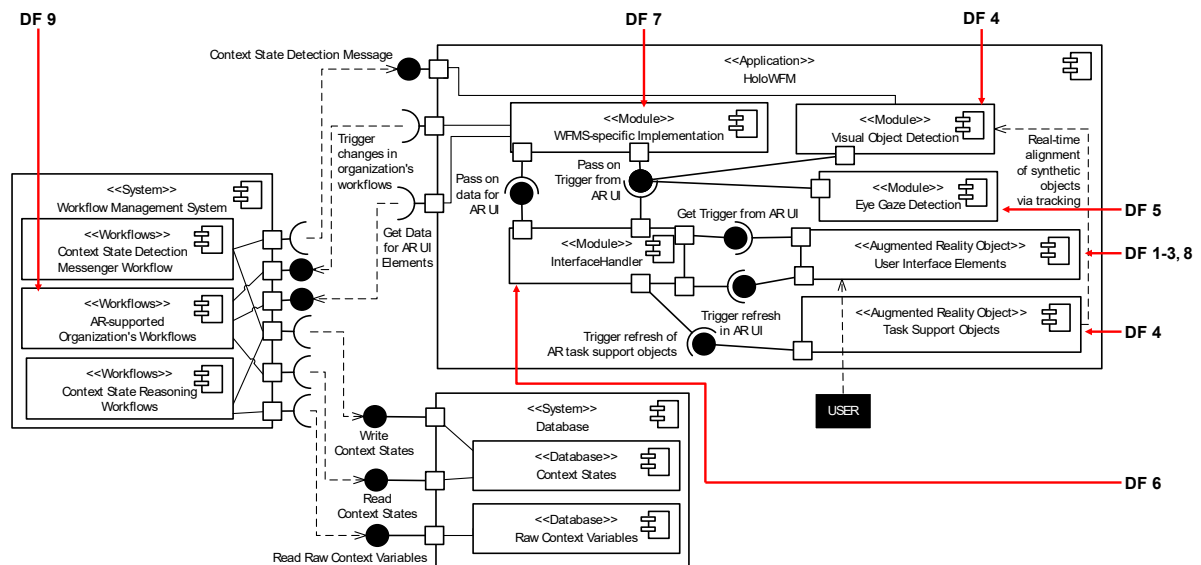 DF 9
DF 7
DF 4
Context State Detection Message
<<Application>>
HoloWFM
<<Module>>
WFMS-specific Implementation
<<Module>>
Visual Object Detection
Trigger
changes in
organization's
workflows
Pass on
data for
AR UI
Pass on
Trigger from
AR UI
Real-time
alignment
of synthetic
objects
via tracking
<<Module>>
Eye Gaze Detection
DF 5
<<System>>
Workflow Management System
<<Workflows>>
Context State Detection
Messenger Workflow
Get Data
for AR UI
Elements
<<Module>>
InterfaceHandler
Get Trigger from AR UI
<<Augmented Reality Object>>
User Interface Elements
DF 1-3, 8
<<Workflows>>
AR-supported
Organization's Workflows
Trigger refresh
in AR UI
<<Augmented Reality Object>>
Task Support Objects
DF 4
Trigger refresh of
AR task support objects
<<Workflows>>
Context State Reasoning
Workflows
USER
<<System>>
Database
Write
Context States
<<Database>>
Context States
Read
Context States
DF 6
<<Database>>
Raw Context Variables
Read Raw Context Variables